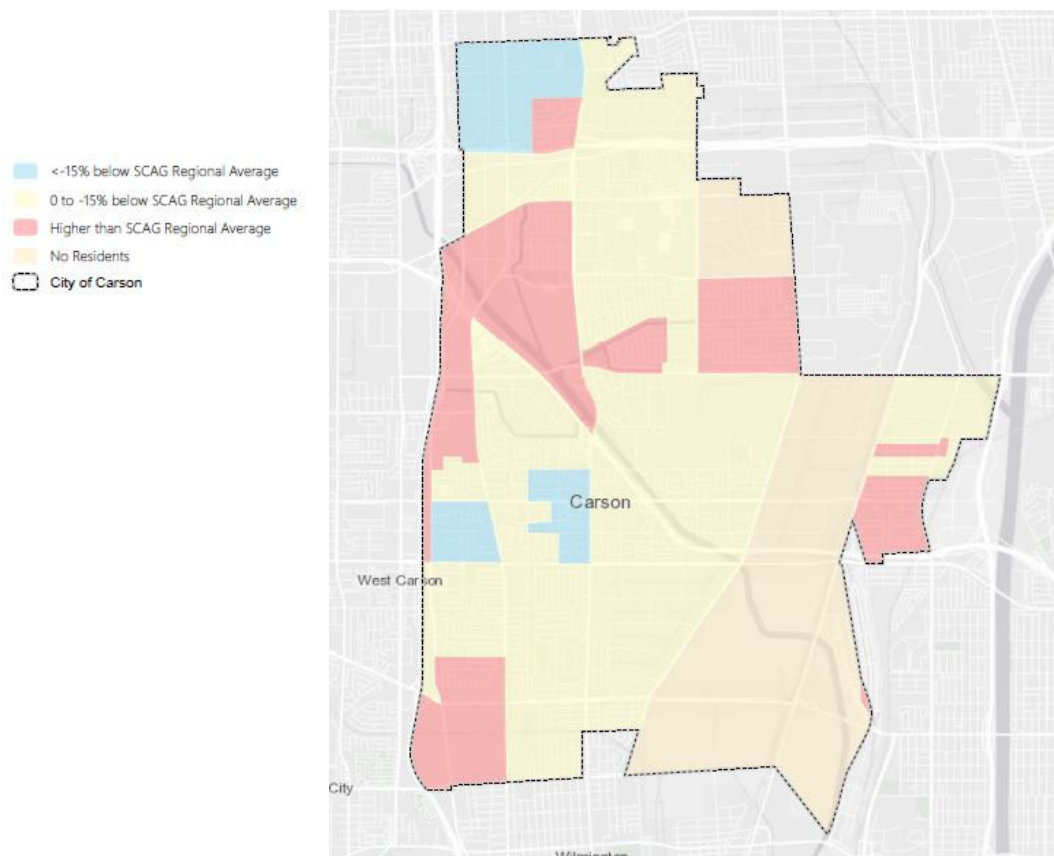 <-15% below SCAG Regional Average
0 to -15% below SCAG Regional Average
Higher than SCAG Regional Average
No Residents
City of Carson
Carson
West Carson
City
Wilmington